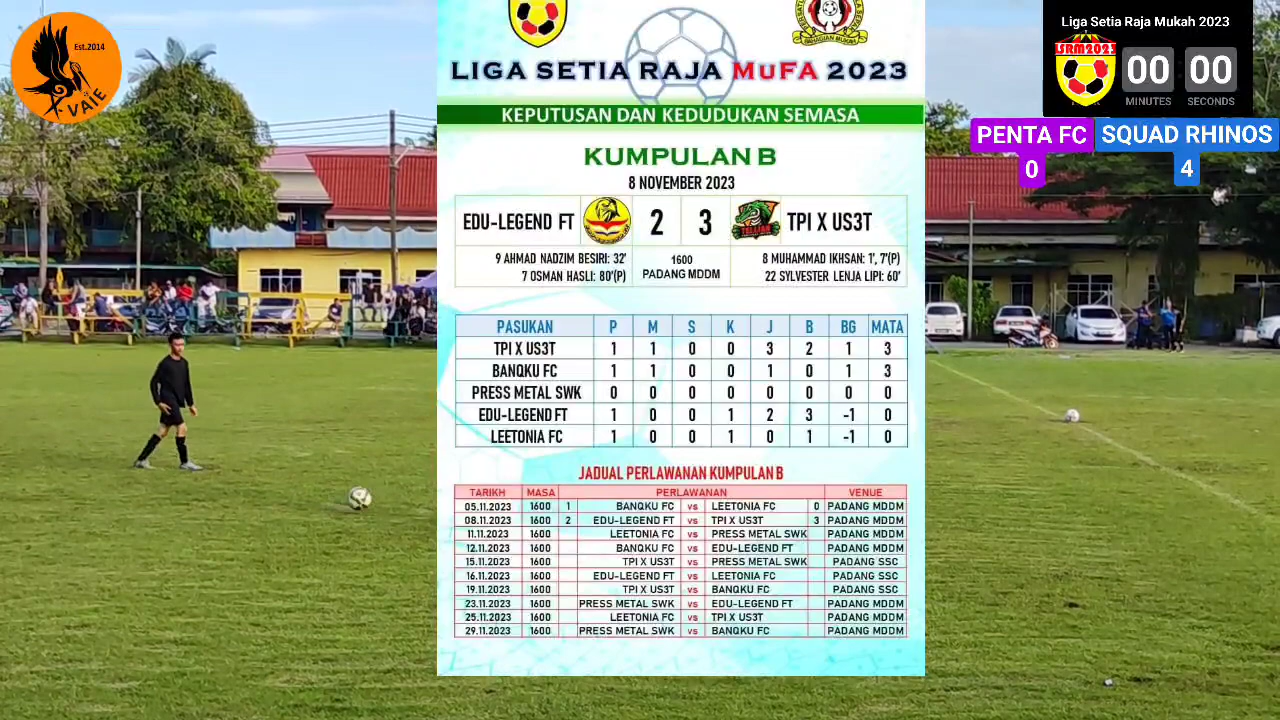 Est.2014
VAIE
Liga Setia Raja Mukah 2023
LSRM2023
00 00
MINUTES SECONDS
PENTA FC SQUAD RHINOS
0 4
BAHAGIAN MUKAH
LIGA SETIA RAJA MuFA 2023
KEPUTUSAN DAN KEDUDUKAN SEMASA
KUMPULAN B
8 NOVEMBER 2023
EDU-LEGEND FT 2 3 TPI X US3T
TELLIAN
9 AHMAD NADZIM BESIRI: 32' 1600 8 MUHAMMAD IKHSAN: 1', 7'(P)
7 OSMAN HASLI: 80'(P) PADANG MDDM 22 SYLVESTER LENJA LIPI: 60'
PASUKAN P M S K J B BG MATA
TPI X US3T 1 1 0 0 3 2 1 3
BANQKU FC 1 1 0 0 1 0 1 3
PRESS METAL SWK 0 0 0 0 0 0 0 0
EDU-LEGEND FT 1 0 0 1 2 3 -1 0
LEETONIA FC 1 0 0 1 0 1 -1 0
JADUAL PERLAWANAN KUMPULAN B
TARIKH MASA PERLAWANAN VENUE
05.11.2023 1600 1 BANQKU FC vs LEETONIA FC 0 PADANG MDDM
08.11.2023 1600 2 EDU-LEGEND FT vs TPI X US3T 3 PADANG MDDM
11.11.2023 1600 LEETONIA FC vs PRESS METAL SWK PADANG MDDM
12.11.2023 1600 BANQKU FC vs EDU-LEGEND FT PADANG MDDM
15.11.2023 1600 TPI X US3T vs PRESS METAL SWK PADANG SSC
16.11.2023 1600 EDU-LEGEND FT vs LEETONIA FC PADANG SSC
19.11.2023 1600 TPI X US3T vs BANQKU FC PADANG SSC
23.11.2023 1600 PRESS METAL SWK vs EDU-LEGEND FT PADANG MDDM
25.11.2023 1600 LEETONIA FC vs TPI X US3T PADANG MDDM
29.11.2023 1600 PRESS METAL SWK vs BANQKU FC PADANG MDDM